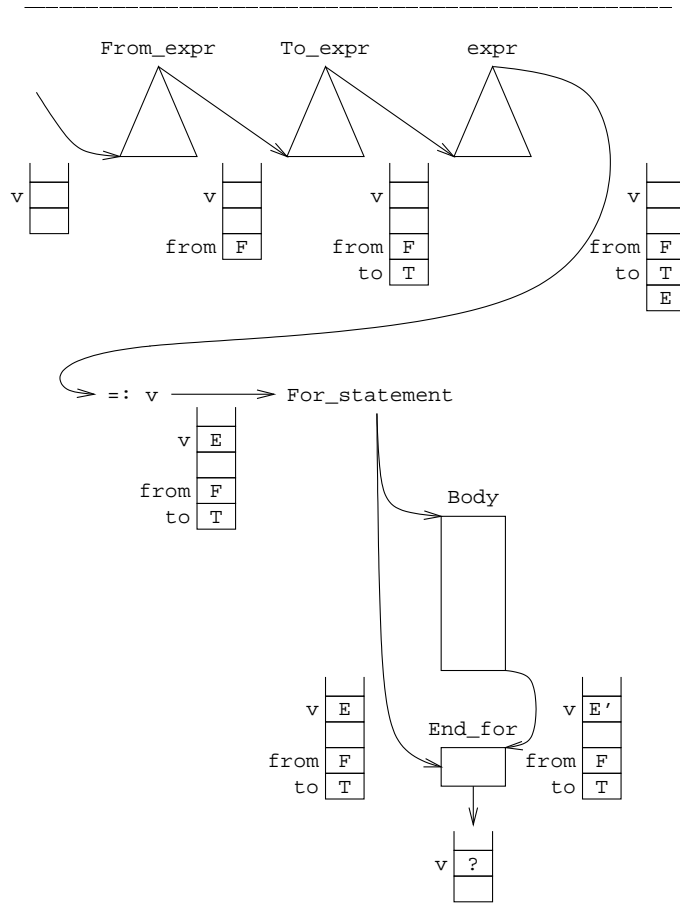 From_expr To_expr expr
v v v
from F from F from F
to T to T
E
=: v For_statement
v E
from F
to T
Body
v E v E'
End_for
from F from F
to T to T
v ?